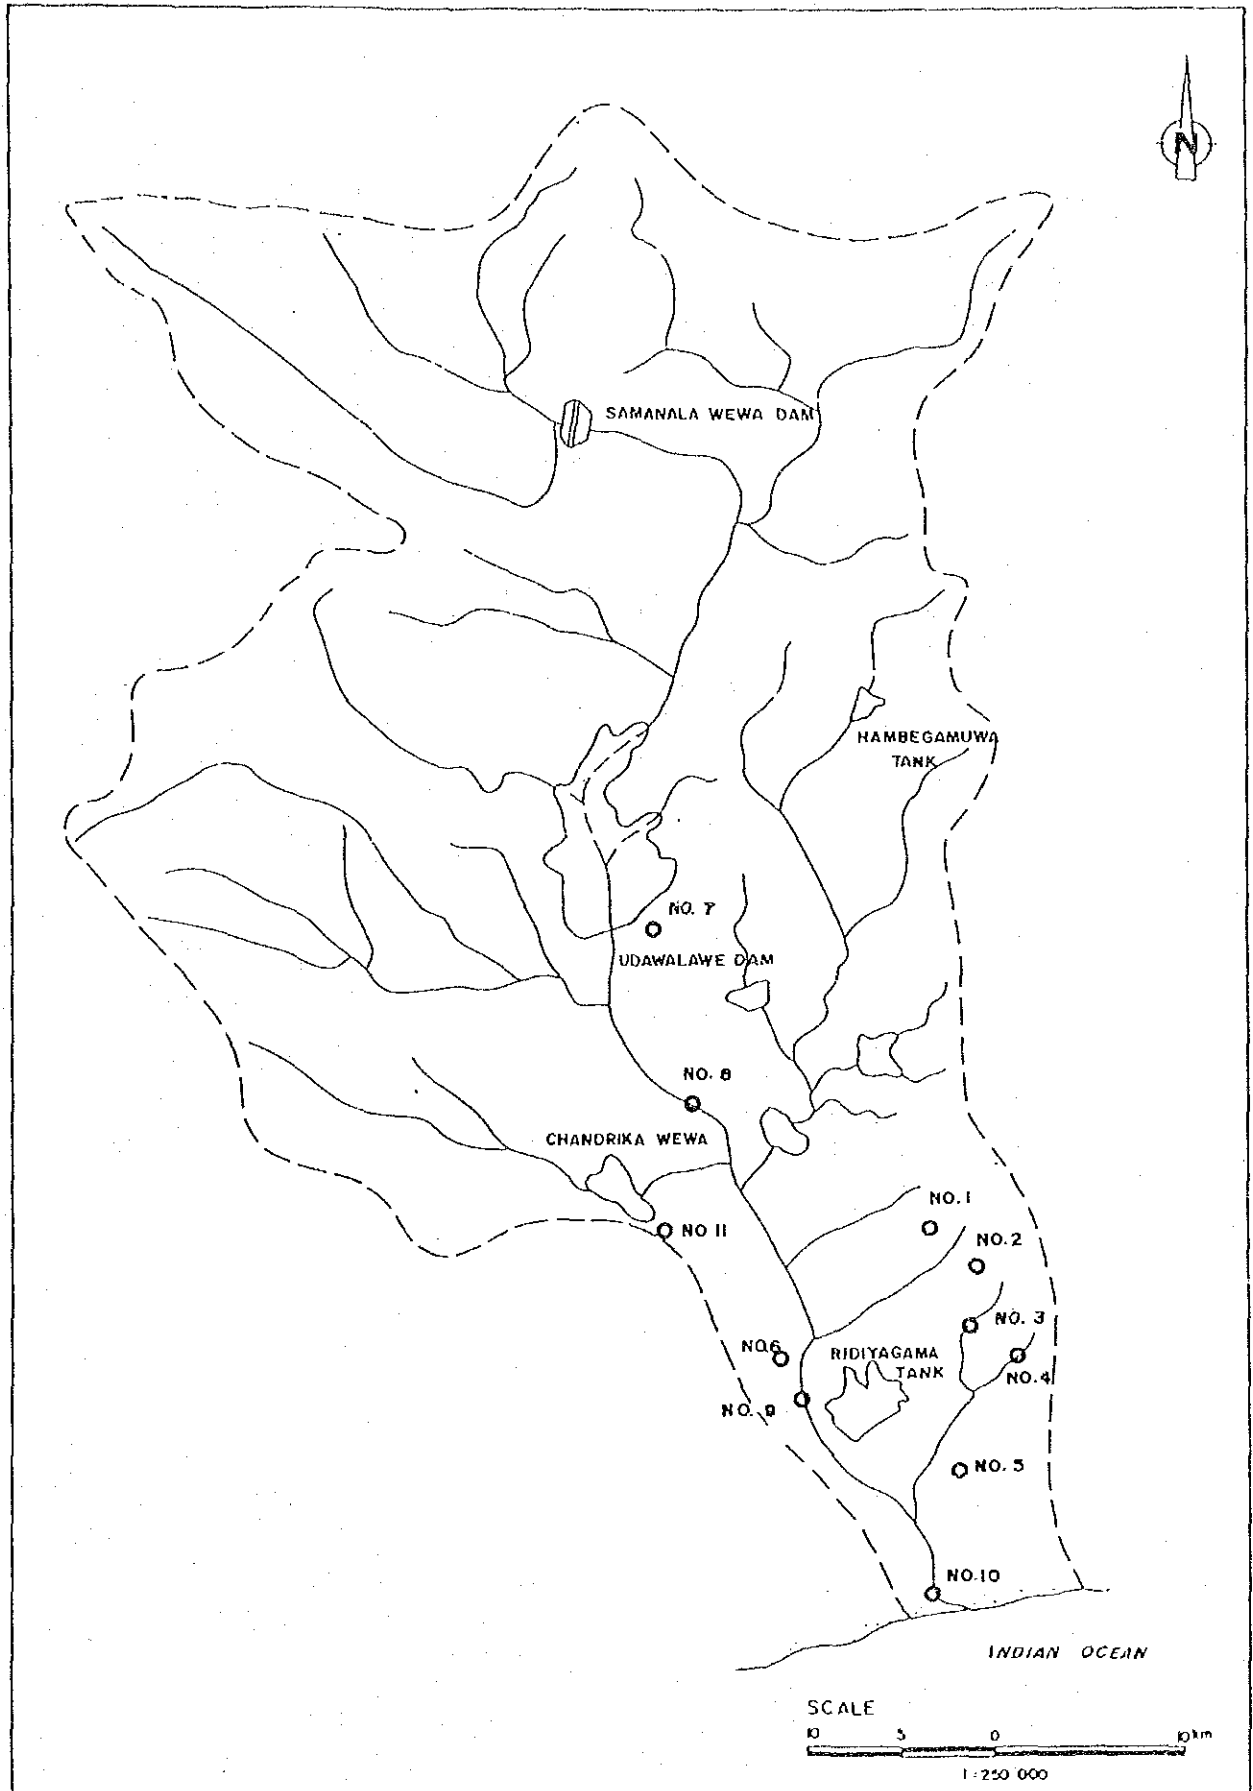 N
SAMANALA WEWA DAM
HAMBEGAMUWA
TANK
NO. 7
UDAWALAWE DAM
NO. 8
CHANDRIKA WEWA
NO. 1
NO 11
NO. 2
NO. 3
NO.6
RIDIYAGAMA
TANK
NO. 4
NO. 9
NO. 5
NO. 10
INDIAN OCEAN
SCALE
10 5 0 10 km
1 : 250 000